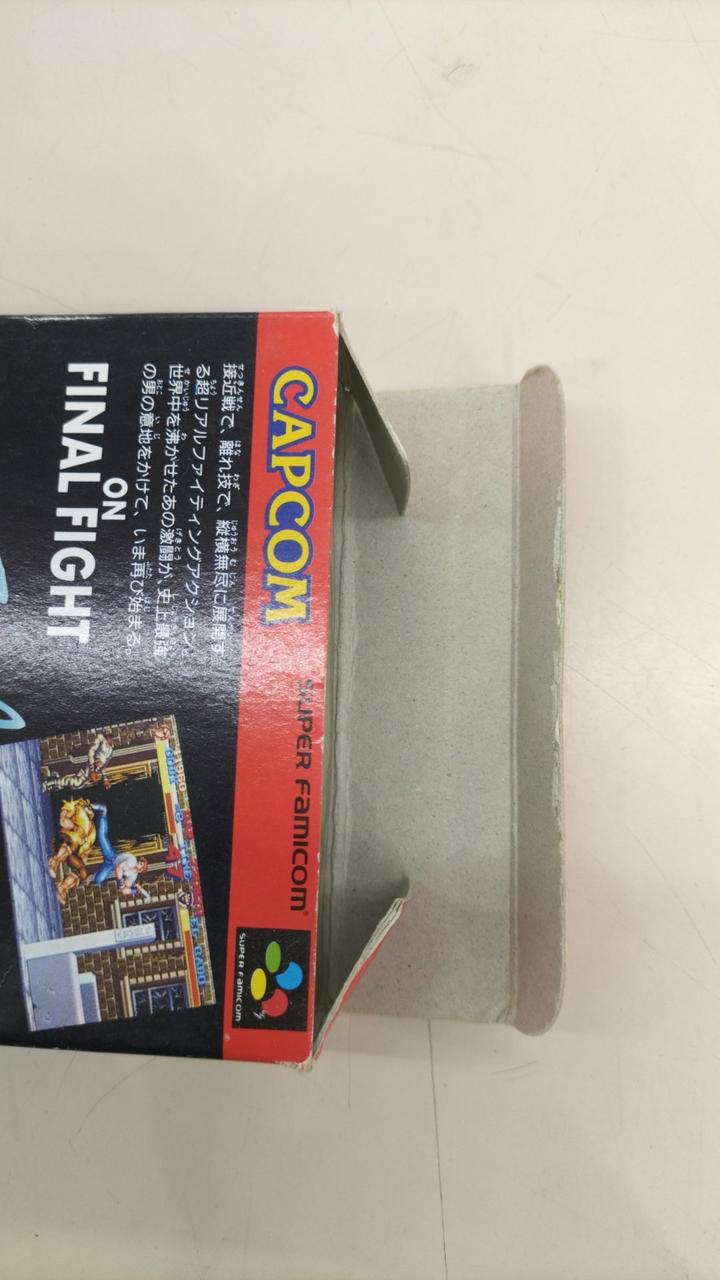 CAPCOM
SUPER FAMICOM
SUPER FAMICOM
接近戦で、離れ技で、縦横無尽に展開す
る超リアルファイティングアクション。
世界中を沸かせたあの激闘が、史上最強
の男の意地をかけて、いま再び始まる。
ON
FINAL FIGHT